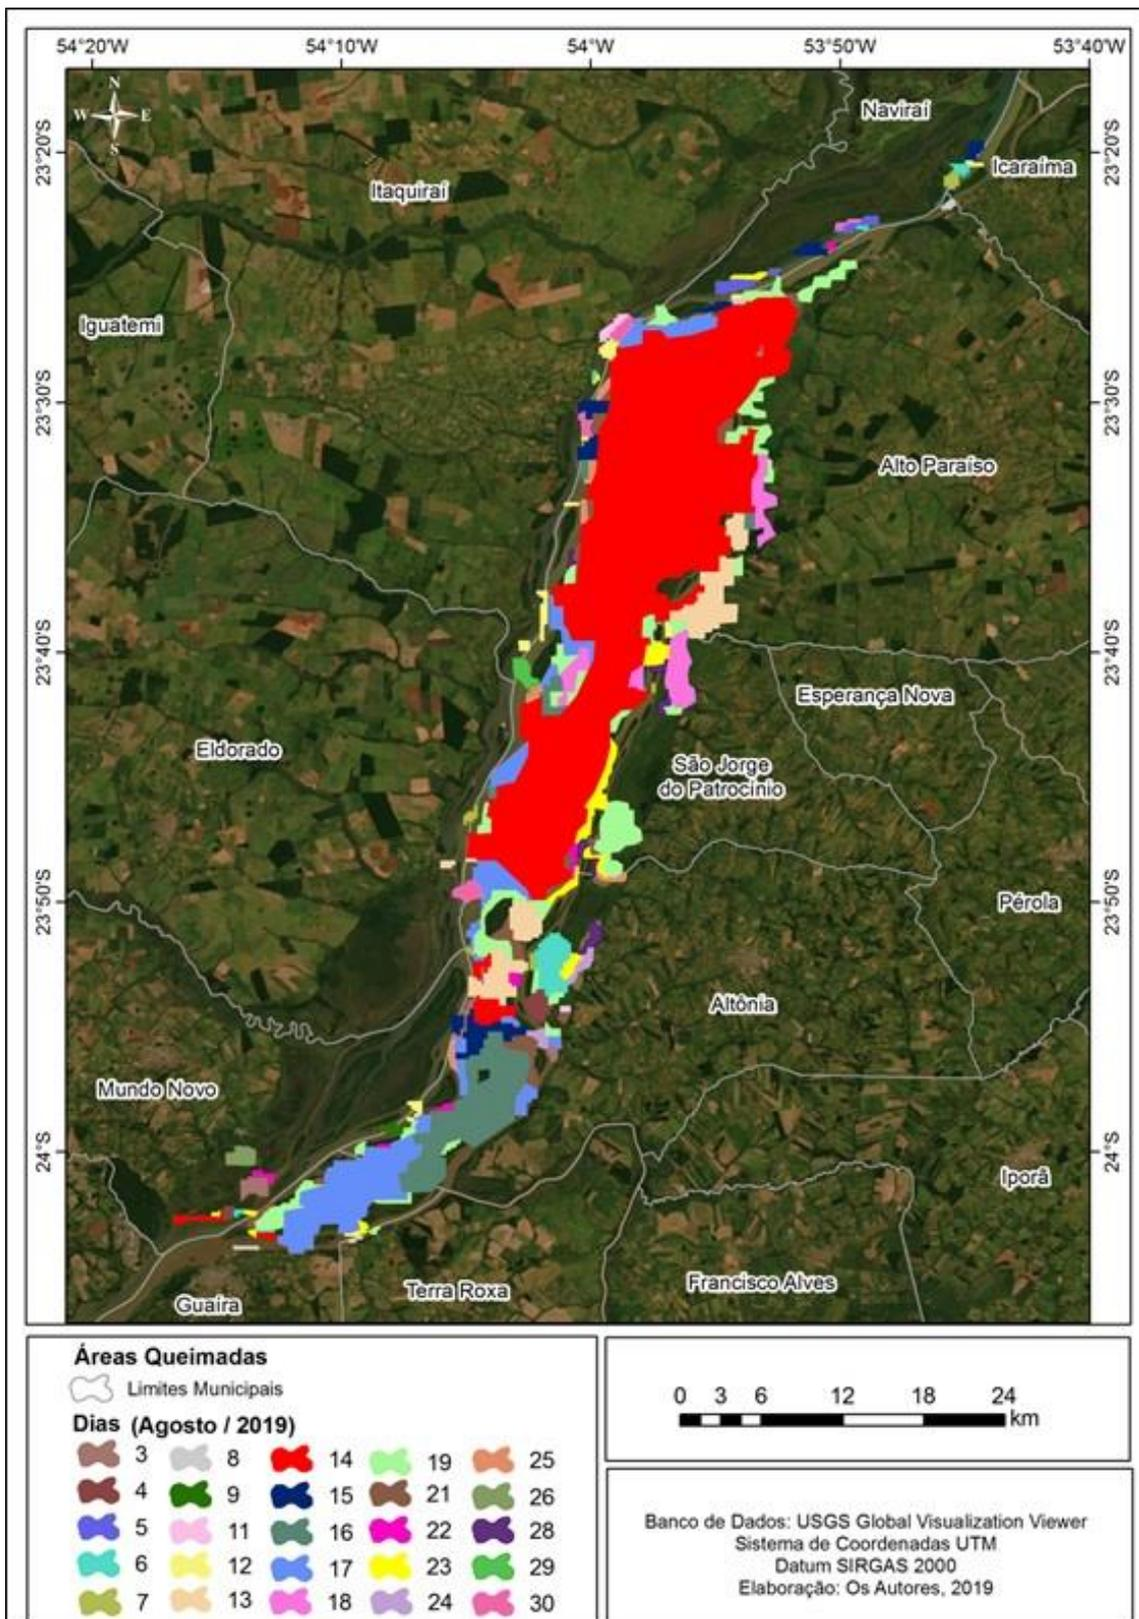 54°20'W 54°10'W 54°W 53°50'W 53°40'W
N
W E
S
Naviraí
23°20'S 23°20'S
Icaraíma
Itaquiraí
Iguatemi
23°30'S 23°30'S
Alto Paraíso
23°40'S 23°40'S
Esperança Nova
Eldorado
São Jorge
do Patrocínio
23°50'S 23°50'S
Pérola
Altônia
Mundo Novo
24°S 24°S
Iporã
Terra Roxa
Francisco Alves
Guaíra
Áreas Queimadas
Limites Municipais
Dias (Agosto / 2019)
3 8 14 19 25
4 9 15 21 26
5 11 16 22 28
6 12 17 23 29
7 13 18 24 30
0 3 6 12 18 24
km
Banco de Dados: USGS Global Visualization Viewer
Sistema de Coordenadas UTM
Datum SIRGAS 2000
Elaboração: Os Autores, 2019